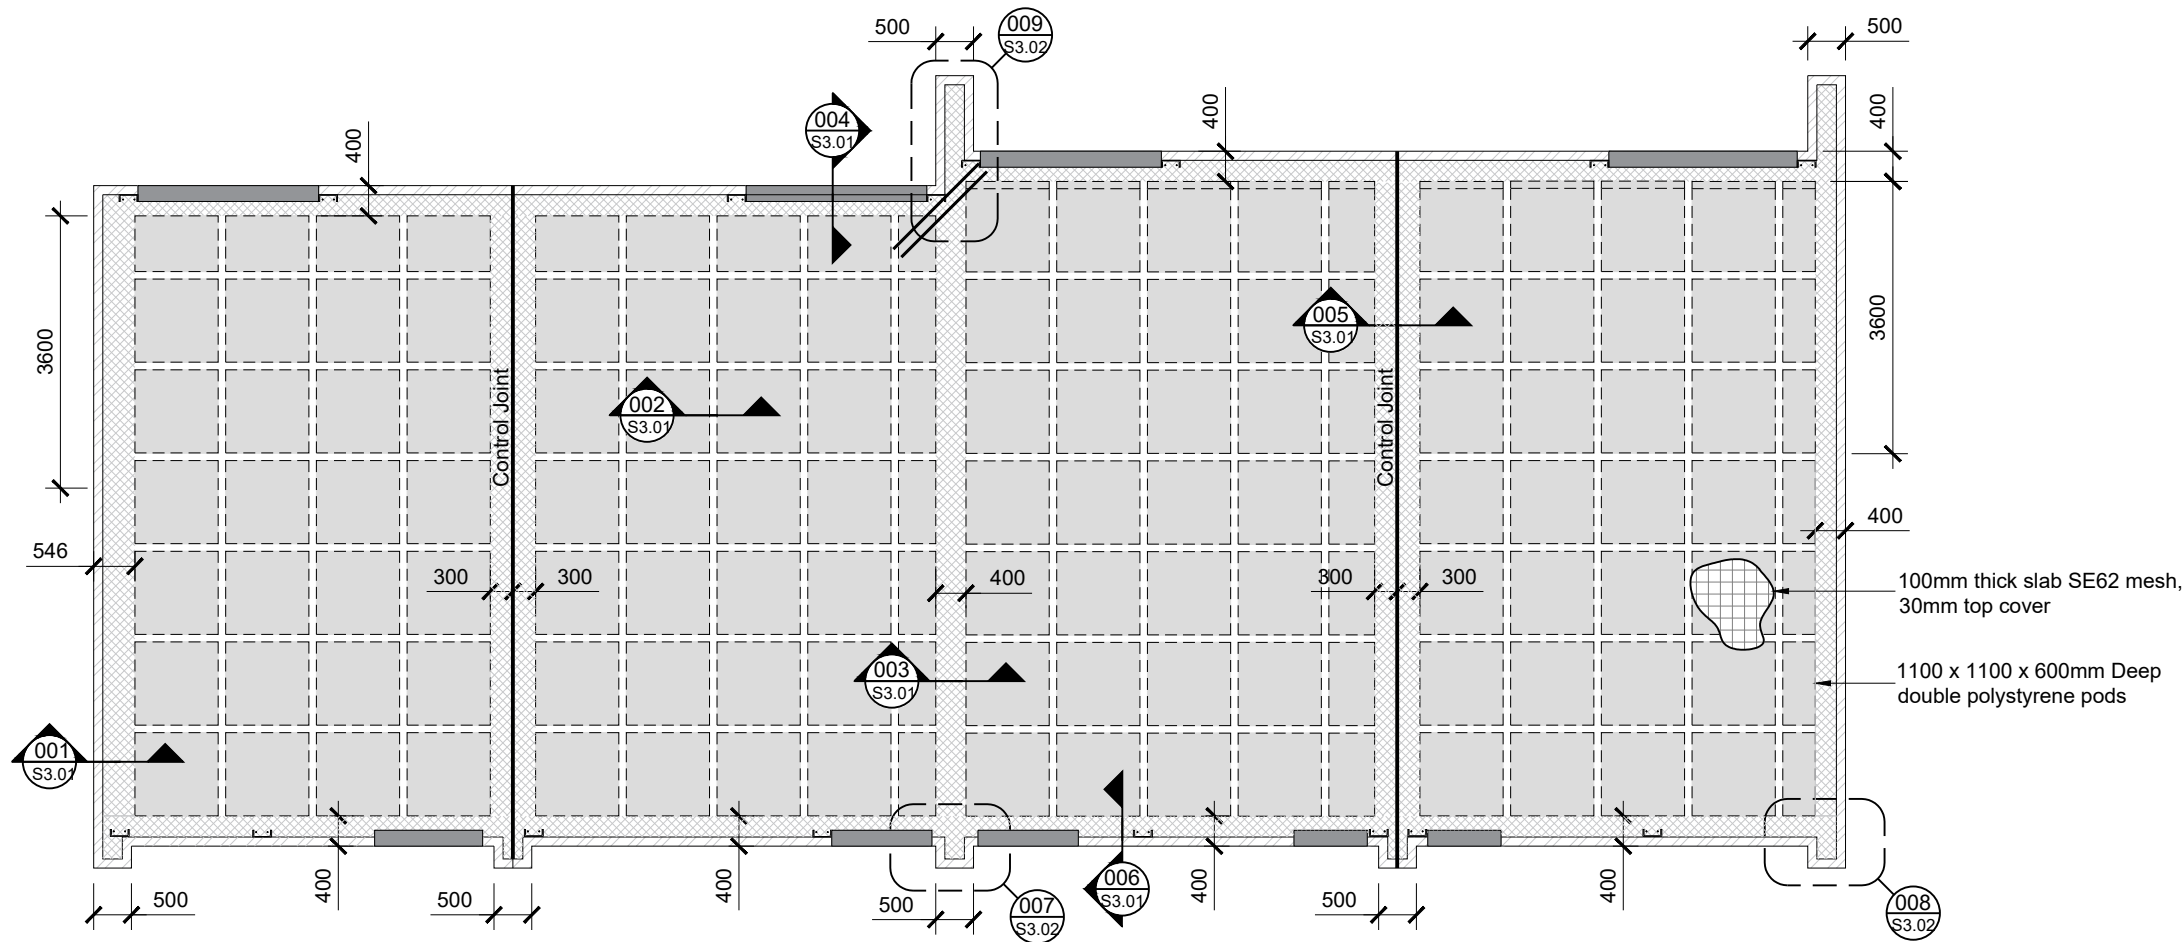 500
009
S3.02
500
004
S3.01
400
400
400
3600
005
S3.01
3600
Control Joint
Control Joint
002
S3.01
400
546
300
300
400
300
300
100mm thick slab SE62 mesh,
30mm top cover
003
S3.01
1100 x 1100 x 600mm Deep
double polystyrene pods
001
S3.01
500
400
500
400
500
007
S3.02
006
S3.01
400
500
400
008
S3.02